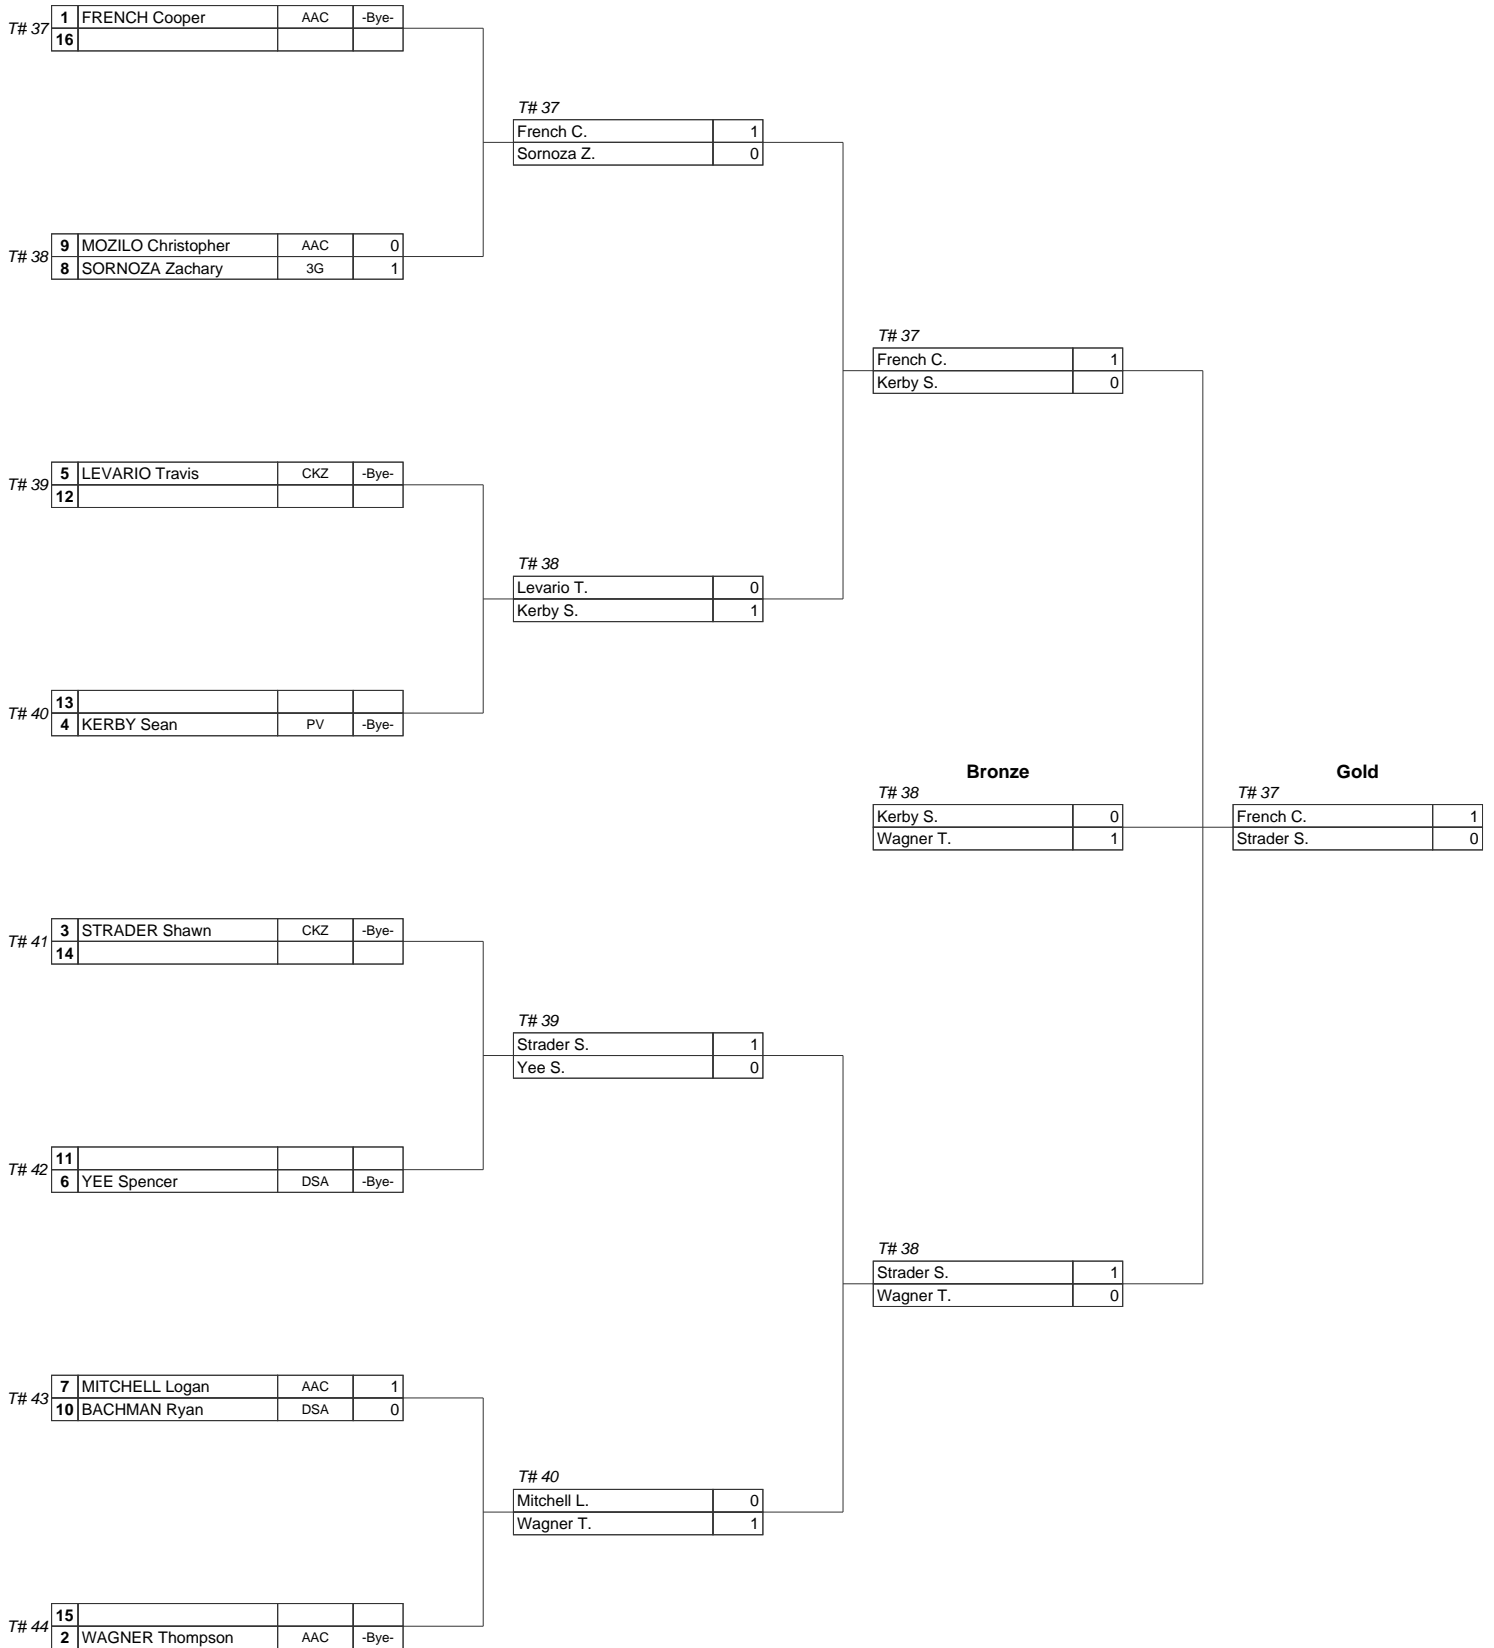 T# 37
1 FRENCH Cooper AAC -Bye-
16
T# 37
French C. 1
Sornoza Z. 0
T# 38
9 MOZILO Christopher AAC 0
8 SORNOZA Zachary 3G 1
T# 37
French C. 1
Kerby S. 0
T# 39
5 LEVARIO Travis CKZ -Bye-
12
T# 38
Levario T. 0
Kerby S. 1
T# 40
13
4 KERBY Sean PV -Bye-
Bronze
T# 38
Kerby S. 0
Wagner T. 1
Gold
T# 37
French C. 1
Strader S. 0
T# 41
3 STRADER Shawn CKZ -Bye-
14
T# 39
Strader S. 1
Yee S. 0
T# 42
11
6 YEE Spencer DSA -Bye-
T# 38
Strader S. 1
Wagner T. 0
T# 43
7 MITCHELL Logan AAC 1
10 BACHMAN Ryan DSA 0
T# 40
Mitchell L. 0
Wagner T. 1
T# 44
15
2 WAGNER Thompson AAC -Bye-